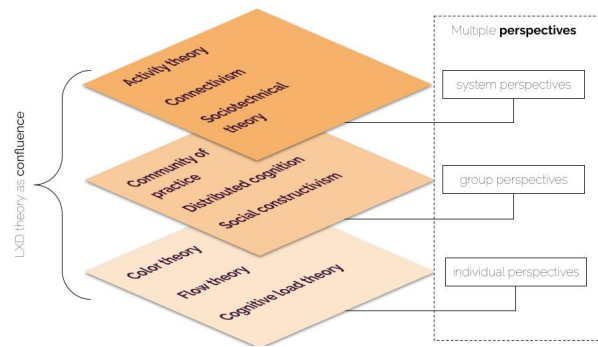 Multiple perspectives
Activity theory
Connectivism
Sociotechnical
theory
system perspectives
Community of
practice
Distributed cognition
Social constructivism
group perspectives
Color theory
Flow theory
Cognitive load theory
individual perspectives
LXD theory as confluence